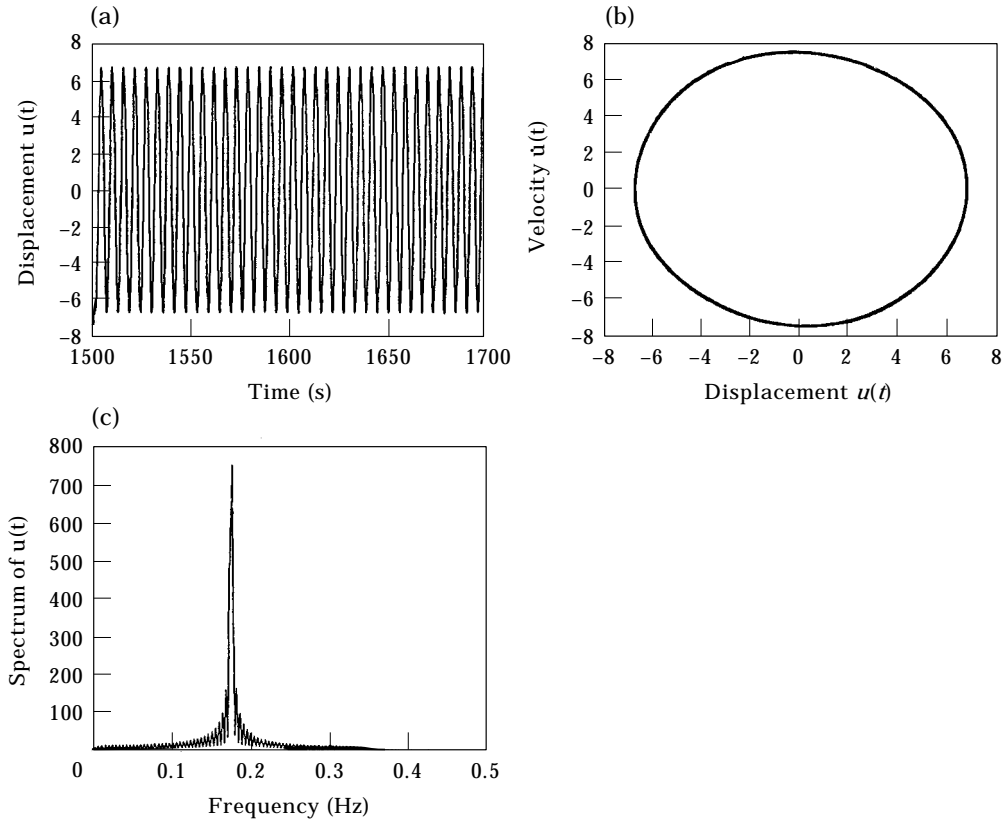 (a)
8
6
4
2
0
−2
−4
−6
−8
Displacement u(t)
1500 1550 1600 1650 1700
Time (s)
(b)
8
6
4
2
0
−2
−4
−6
−8
Velocity u̇(t)
−8 −6 −4 −2 0 2 4 6 8
Displacement u(t)
(c)
800
700
600
500
400
300
200
100
Spectrum of u(t)
0 0.1 0.2 0.3 0.4 0.5
Frequency (Hz)